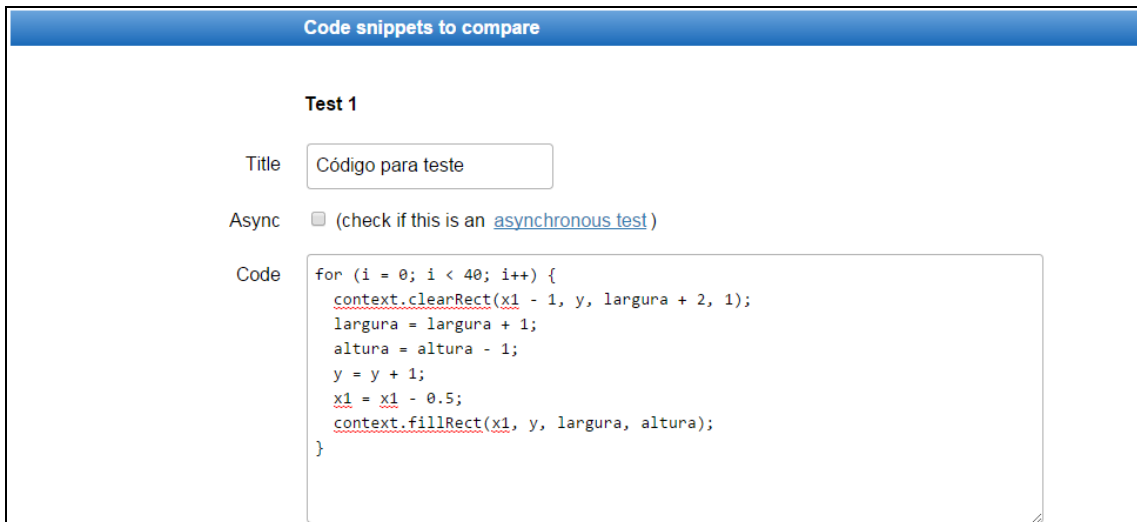 Code snippets to compare
Test 1
Title Código para teste
Async (check if this is an asynchronous test)
Code for (i = 0; i < 40; i++) {
context.clearRect(x1 - 1, y, largura + 2, 1);
largura = largura + 1;
altura = altura - 1;
y = y + 1;
x1 = x1 - 0.5;
context.fillRect(x1, y, largura, altura);
}